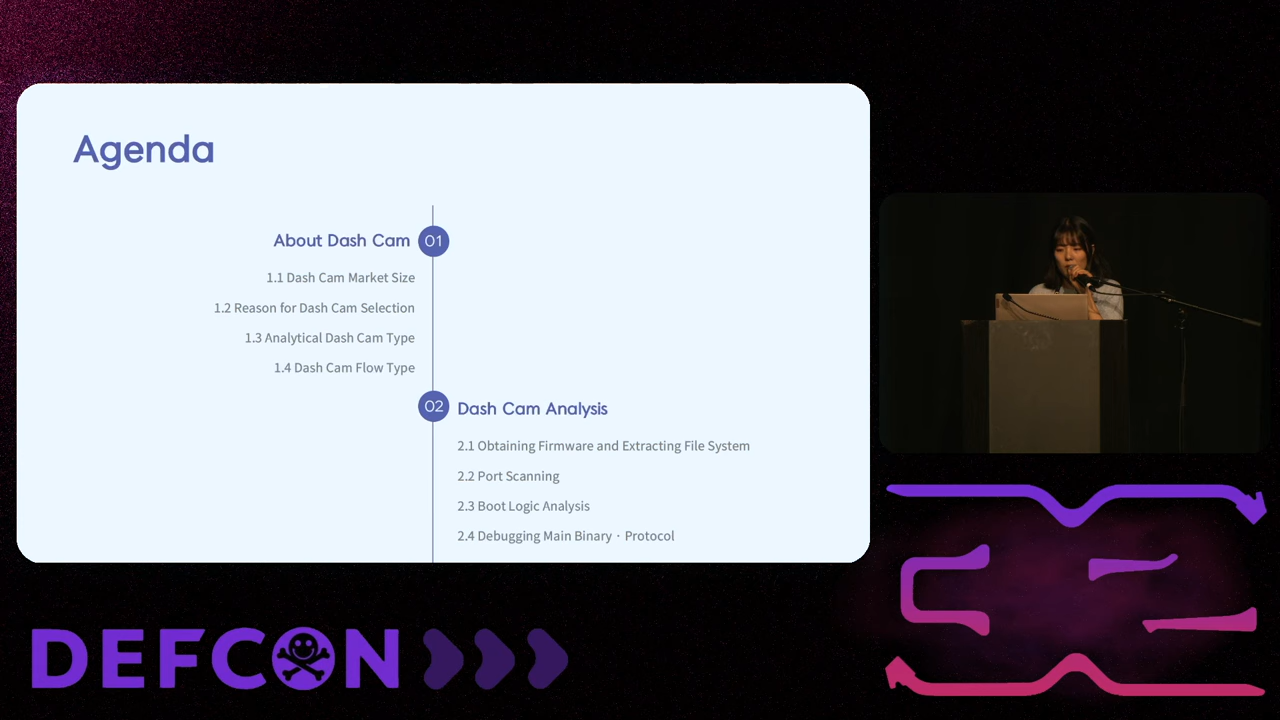 Agenda
About Dash Cam 01
1.1 Dash Cam Market Size
1.2 Reason for Dash Cam Selection
1.3 Analytical Dash Cam Type
1.4 Dash Cam Flow Type
02 Dash Cam Analysis
2.1 Obtaining Firmware and Extracting File System
2.2 Port Scanning
2.3 Boot Logic Analysis
2.4 Debugging Main Binary · Protocol
DEFCON